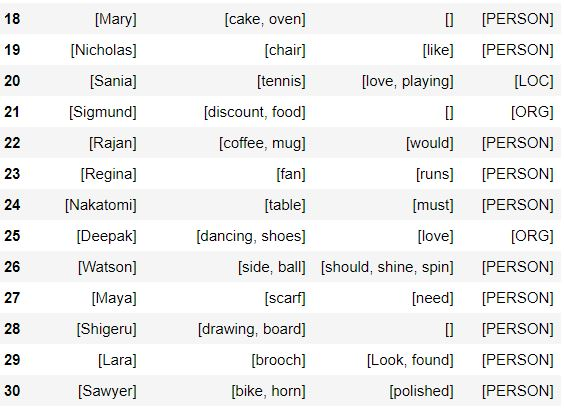 18 [Mary] [cake, oven] [] [PERSON]
19 [Nicholas] [chair] [like] [PERSON]
20 [Sania] [tennis] [love, playing] [LOC]
21 [Sigmund] [discount, food] [] [ORG]
22 [Rajan] [coffee, mug] [would] [PERSON]
23 [Regina] [fan] [runs] [PERSON]
24 [Nakatomi] [table] [must] [PERSON]
25 [Deepak] [dancing, shoes] [love] [ORG]
26 [Watson] [side, ball] [should, shine, spin] [PERSON]
27 [Maya] [scarf] [need] [PERSON]
28 [Shigeru] [drawing, board] [] [PERSON]
29 [Lara] [brooch] [Look, found] [PERSON]
30 [Sawyer] [bike, horn] [polished] [PERSON]